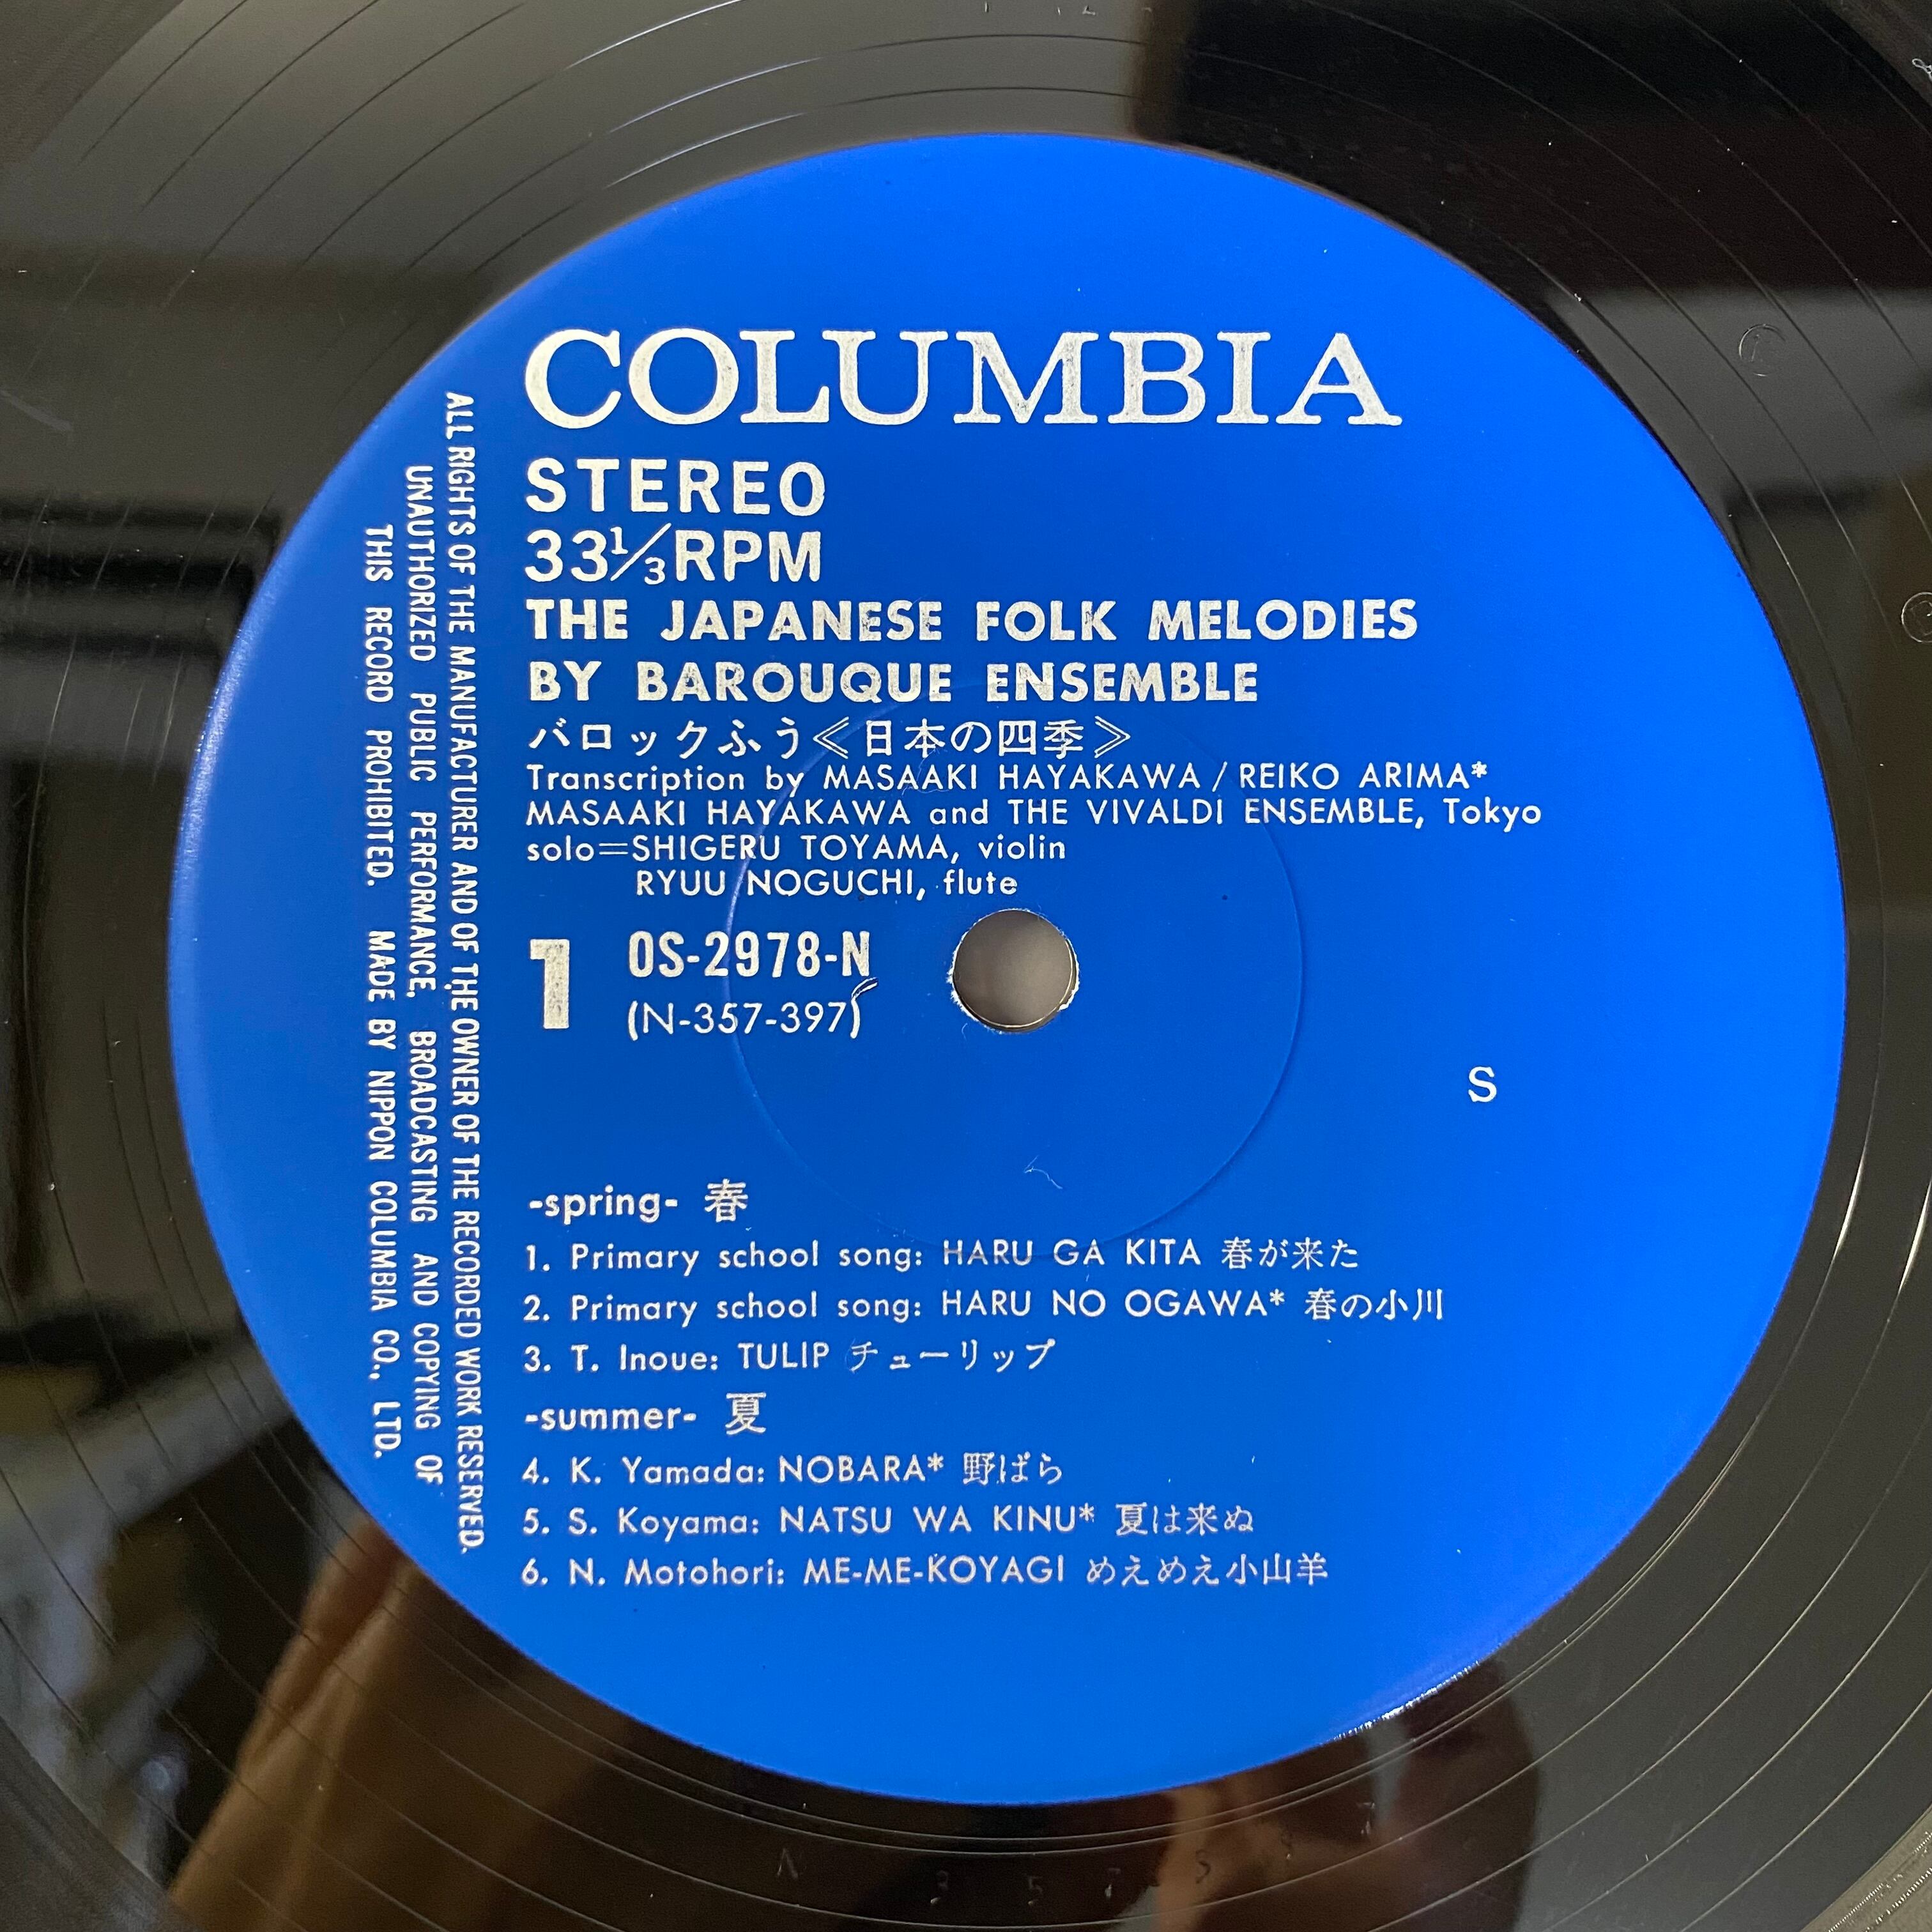 COLUMBIA
STEREO
33⅓RPM
THE JAPANESE FOLK MELODIES
BY BAROUQUE ENSEMBLE
バロックふう≪日本の四季≫
Transcription by MASAAKI HAYAKAWA / REIKO ARIMA*
MASAAKI HAYAKAWA and THE VIVALDI ENSEMBLE, Tokyo
solo=SHIGERU TOYAMA, violin
RYUU NOGUCHI, flute
1 OS-2978-N
(N-357-397)
S
-spring- 春
1. Primary school song: HARU GA KITA 春が来た
2. Primary school song: HARU NO OGAWA* 春の小川
3. T. Inoue: TULIP チューリップ
-summer- 夏
4. K. Yamada: NOBARA* 野ばら
5. S. Koyama: NATSU WA KINU* 夏は来ぬ
6. N. Motohori: ME-ME-KOYAGI めえめえ小山羊
ALL RIGHTS OF THE MANUFACTURER AND OF THE OWNER OF THE RECORDED WORK RESERVED.
UNAUTHORIZED PUBLIC PERFORMANCE, BROADCASTING AND COPYING OF
THIS RECORD PROHIBITED. MADE BY NIPPON COLUMBIA CO., LTD.